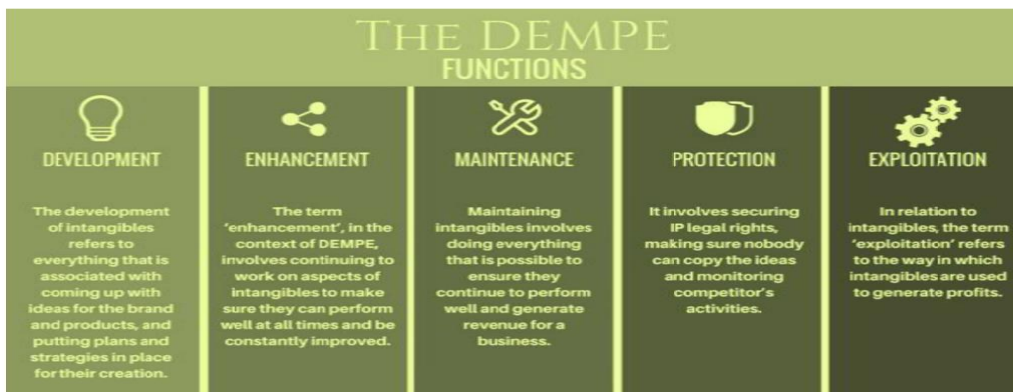 THE DEMPE
FUNCTIONS
DEVELOPMENT
The development
of intangibles
refers to
everything that is
associated with
coming up with
ideas for the brand
and products, and
putting plans and
strategies in place
for their creation.
ENHANCEMENT
The term
'enhancement', in the
context of DEMPE,
involves continuing to
work on aspects of
intangibles to make
sure they can perform
well at all times and be
constantly improved.
MAINTENANCE
Maintaining
intangibles involves
doing everything
that is possible to
ensure they
continue to perform
well and generate
revenue for a
business.
PROTECTION
It involves securing
IP legal rights,
making sure nobody
can copy the ideas
and monitoring
competitor's
activities.
EXPLOITATION
In relation to
intangibles, the term
'exploitation' refers
to the way in which
intangibles are used
to generate profits.